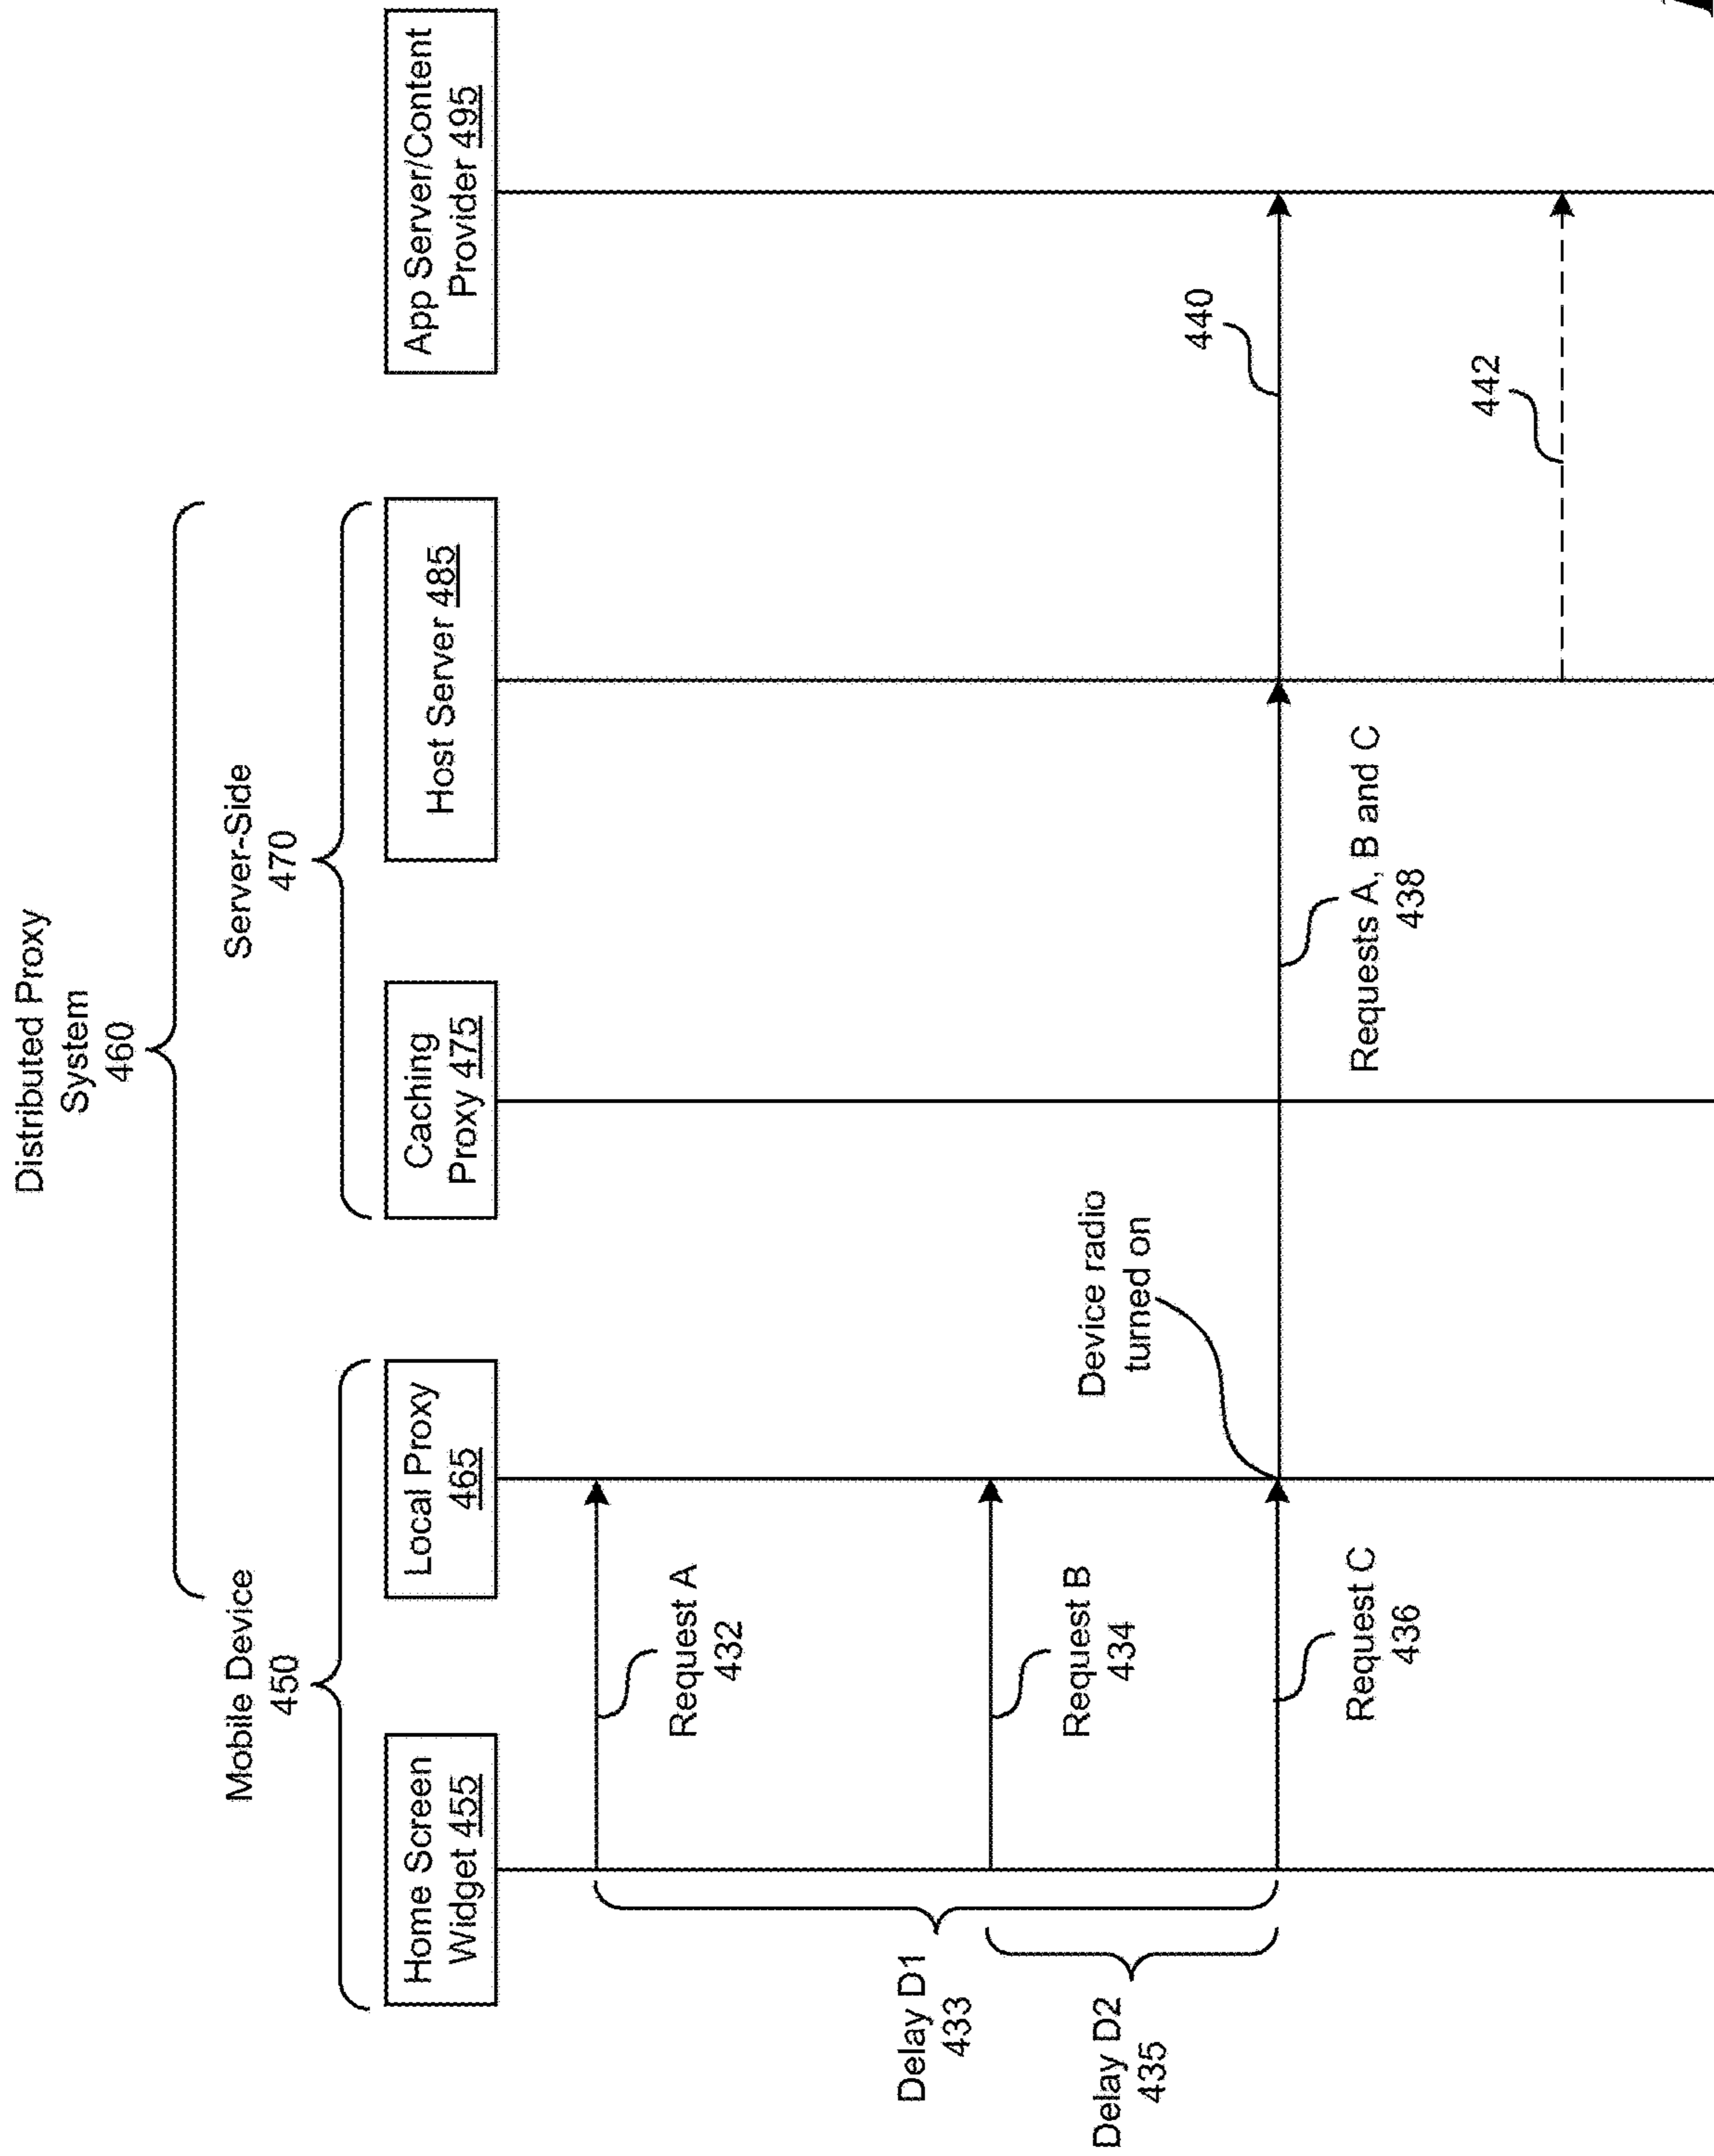 Distributed Proxy
System
460
Mobile Device
450
Server-Side
470
Home Screen
Widget 455
Local Proxy
465
Caching
Proxy 475
Host Server 485
App Server/Content
Provider 495
Request A
432
Delay D1
433
Request B
434
Delay D2
435
Device radio
turned on
Request C
436
Requests A, B and C
438
440
442